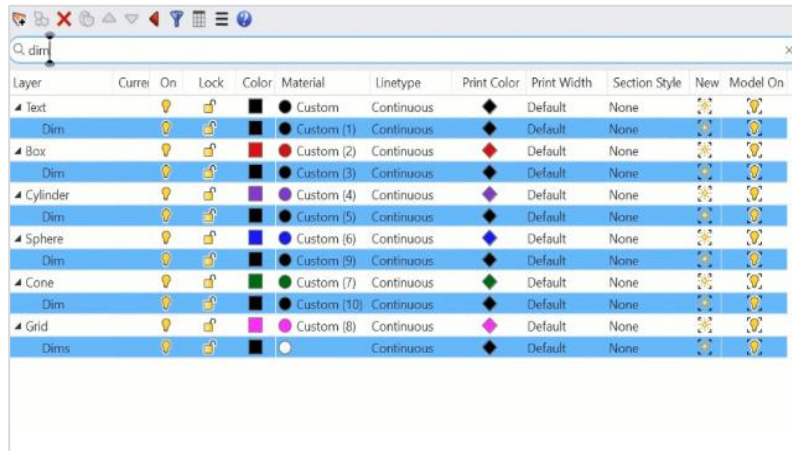 dim
Layer Currei On Lock Color Material Linetype Print Color Print Width Section Style New Model On
Text Custom Continuous Default None
Dim Custom (1) Continuous Default None
Box Custom (2) Continuous Default None
Dim Custom (3) Continuous Default None
Cylinder Custom (4) Continuous Default None
Dim Custom (5) Continuous Default None
Sphere Custom (6) Continuous Default None
Dim Custom (9) Continuous Default None
Cone Custom (7) Continuous Default None
Dim Custom (10) Continuous Default None
Grid Custom (8) Continuous Default None
Dims Continuous Default None